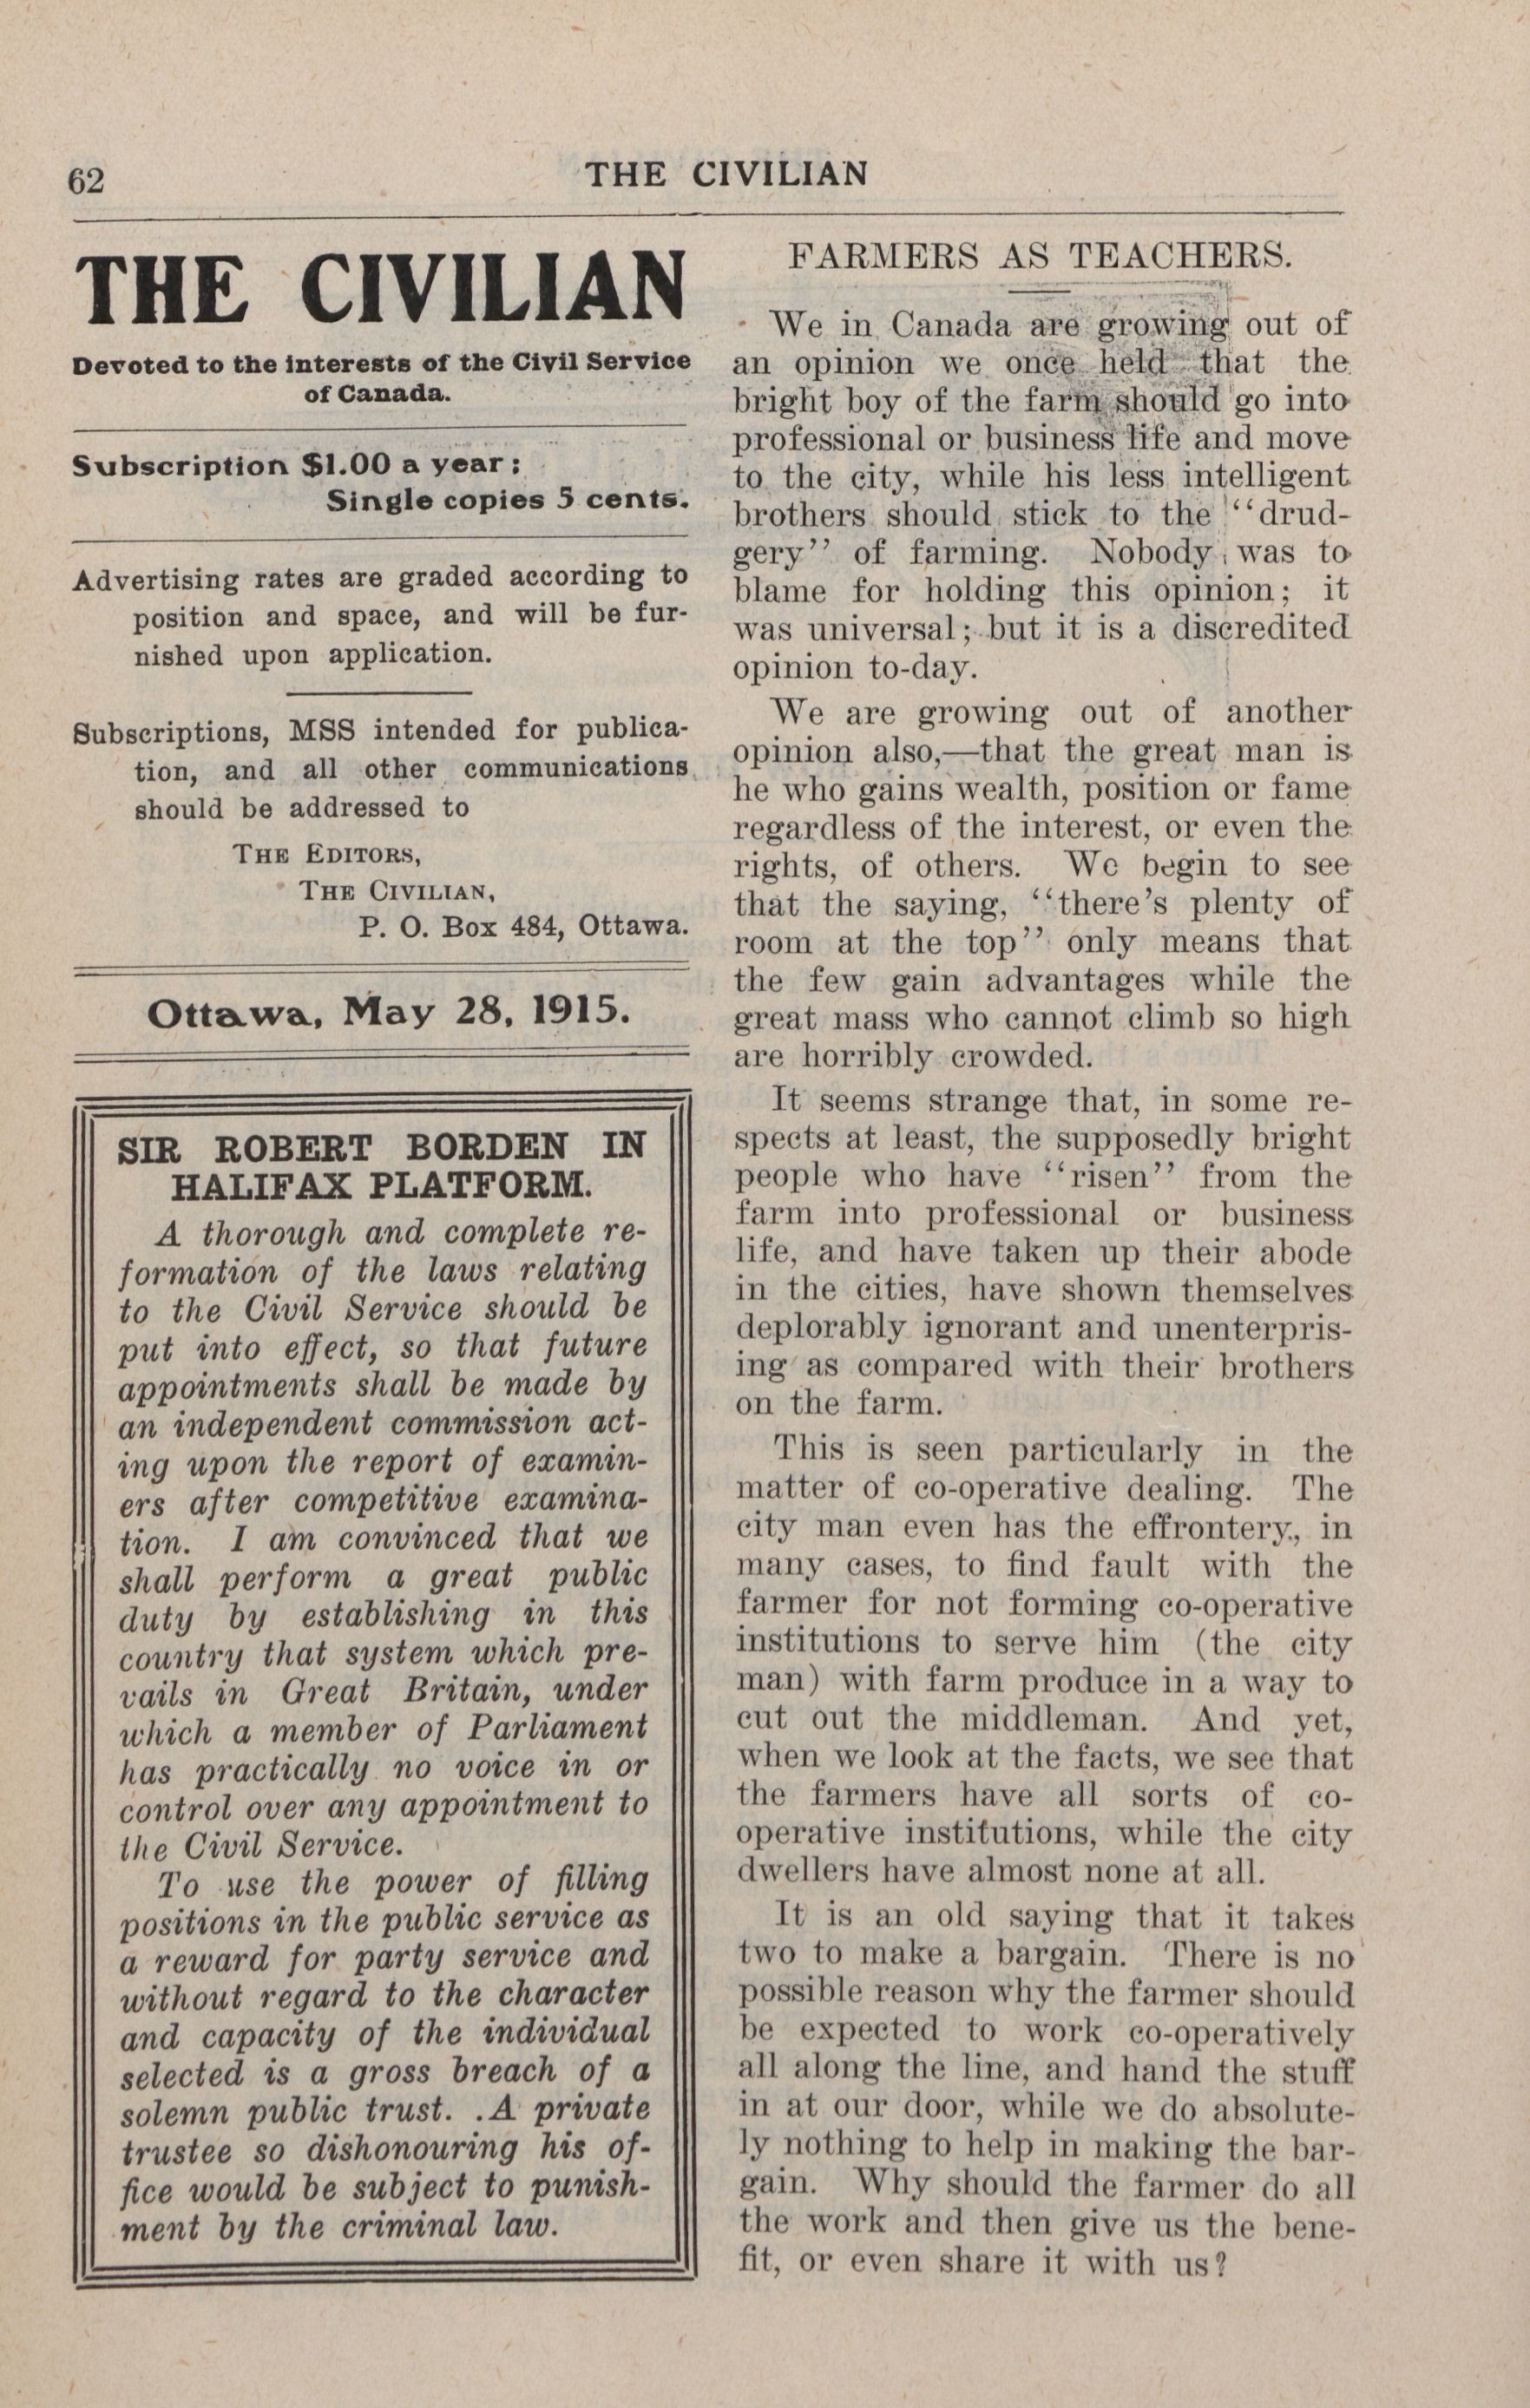 62
THE CIVILIAN
THE CIVILIAN
Devoted to the interests of the Civil Service
of Canada.
Subscription $1.00 a year;
Single copies 5 cents.
Advertising rates are graded according to
position and space, and will be fur-
nished upon application.
Subscriptions, MSS intended for publica-
tion, and all other communications
should be addressed to
THE EDITORS,
THE CIVILIAN,
P. O. Box 484, Ottawa.
Ottawa, May 28, 1915.
SIR ROBERT BORDEN IN
HALIFAX PLATFORM.
A thorough and complete re-
formation of the laws relating
to the Civil Service should be
put into effect, so that future
appointments shall be made by
an independent commission act-
ing upon the report of examin-
ers after competitive examina-
tion. I am convinced that we
shall perform a great public
duty by establishing in this
country that system which pre-
vails in Great Britain, under
which a member of Parliament
has practically no voice in or
control over any appointment to
the Civil Service.
To use the power of filling
positions in the public service as
a reward for party service and
without regard to the character
and capacity of the individual
selected is a gross breach of a
solemn public trust. .A private
trustee so dishonouring his of-
fice would be subject to punish-
ment by the criminal law.
FARMERS AS TEACHERS.
We in Canada are growing out of
an opinion we once held that the
bright boy of the farm should go into
professional or business life and move
to the city, while his less intelligent
brothers should stick to the "drud-
gery" of farming. Nobody was to
blame for holding this opinion; it
was universal; but it is a discredited
opinion to-day.
We are growing out of another
opinion also,—that the great man is
he who gains wealth, position or fame
regardless of the interest, or even the
rights, of others. We begin to see
that the saying, "there's plenty of
room at the top" only means that
the few gain advantages while the
great mass who cannot climb so high
are horribly crowded.
It seems strange that, in some re-
spects at least, the supposedly bright
people who have "risen" from the
farm into professional or business
life, and have taken up their abode
in the cities, have shown themselves
deplorably ignorant and unenterpris-
ing as compared with their brothers
on the farm.
This is seen particularly in the
matter of co-operative dealing. The
city man even has the effrontery, in
many cases, to find fault with the
farmer for not forming co-operative
institutions to serve him (the city
man) with farm produce in a way to
cut out the middleman. And yet,
when we look at the facts, we see that
the farmers have all sorts of co-
operative institutions, while the city
dwellers have almost none at all.
It is an old saying that it takes
two to make a bargain. There is no
possible reason why the farmer should
be expected to work co-operatively
all along the line, and hand the stuff
in at our door, while we do absolute-
ly nothing to help in making the bar-
gain. Why should the farmer do all
the work and then give us the bene-
fit, or even share it with us?